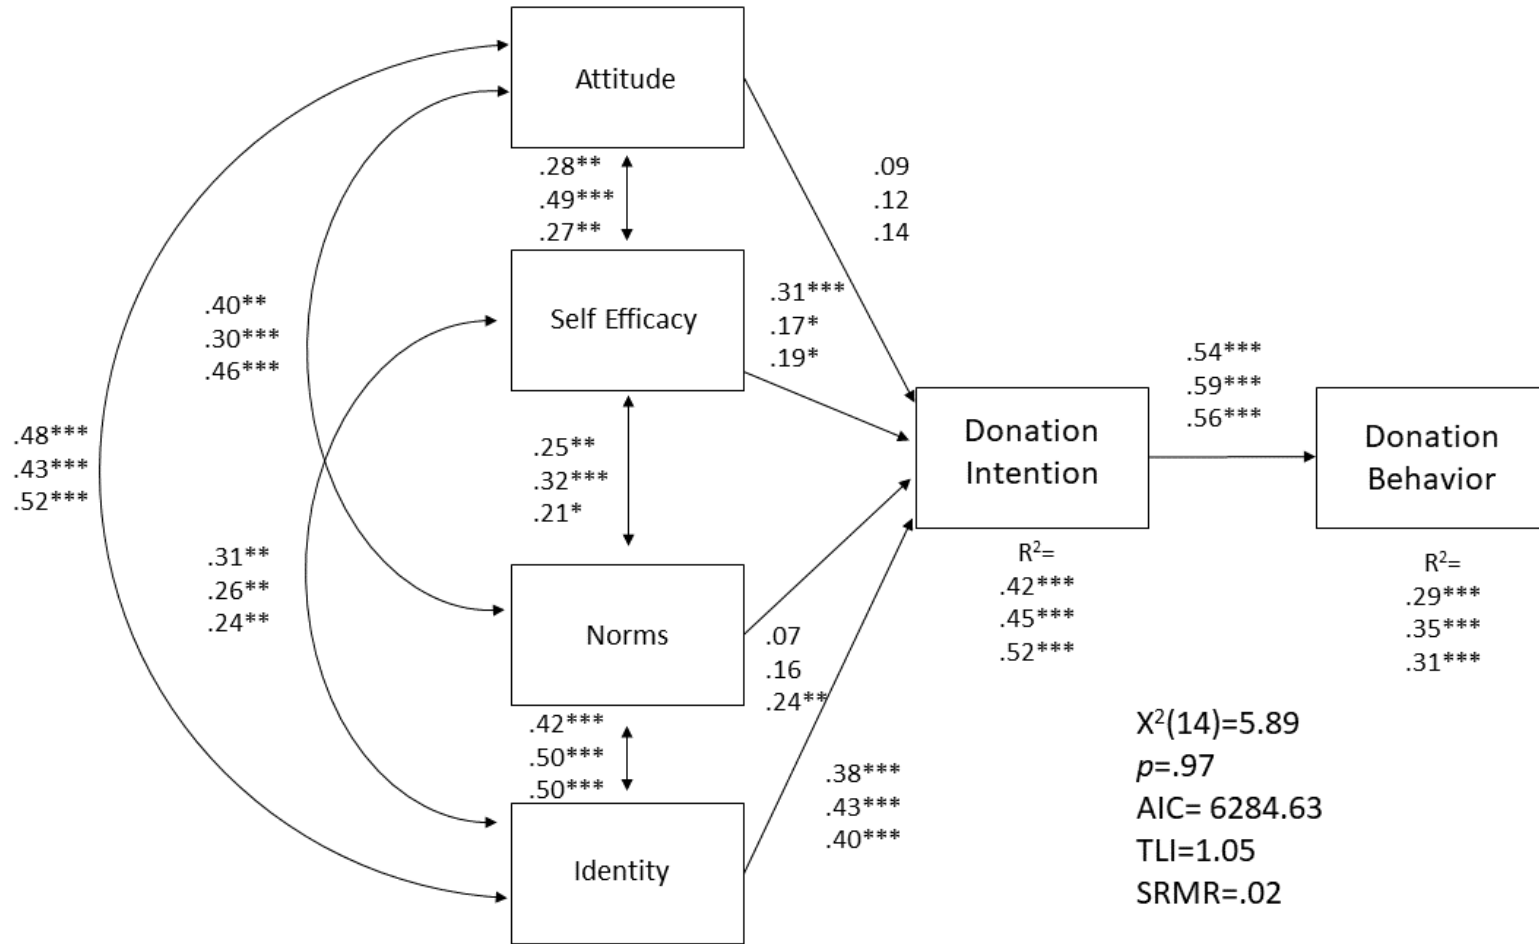 Attitude
.28**
.49***
.27**
.09
.12
.14
Self Efficacy
.40**
.30***
.46***
.31***
.17*
.19*
.54***
.59***
.56***
.48***
.43***
.52***
.25**
.32***
.21*
Donation
Intention
Donation
Behavior
.31**
.26**
.24**
R²=
.42***
.45***
.52***
R²=
.29***
.35***
.31***
Norms
.07
.16
.24**
.42***
.50***
.50***
.38***
.43***
.40***
Identity
X²(14)=5.89
p=.97
AIC= 6284.63
TLI=1.05
SRMR=.02